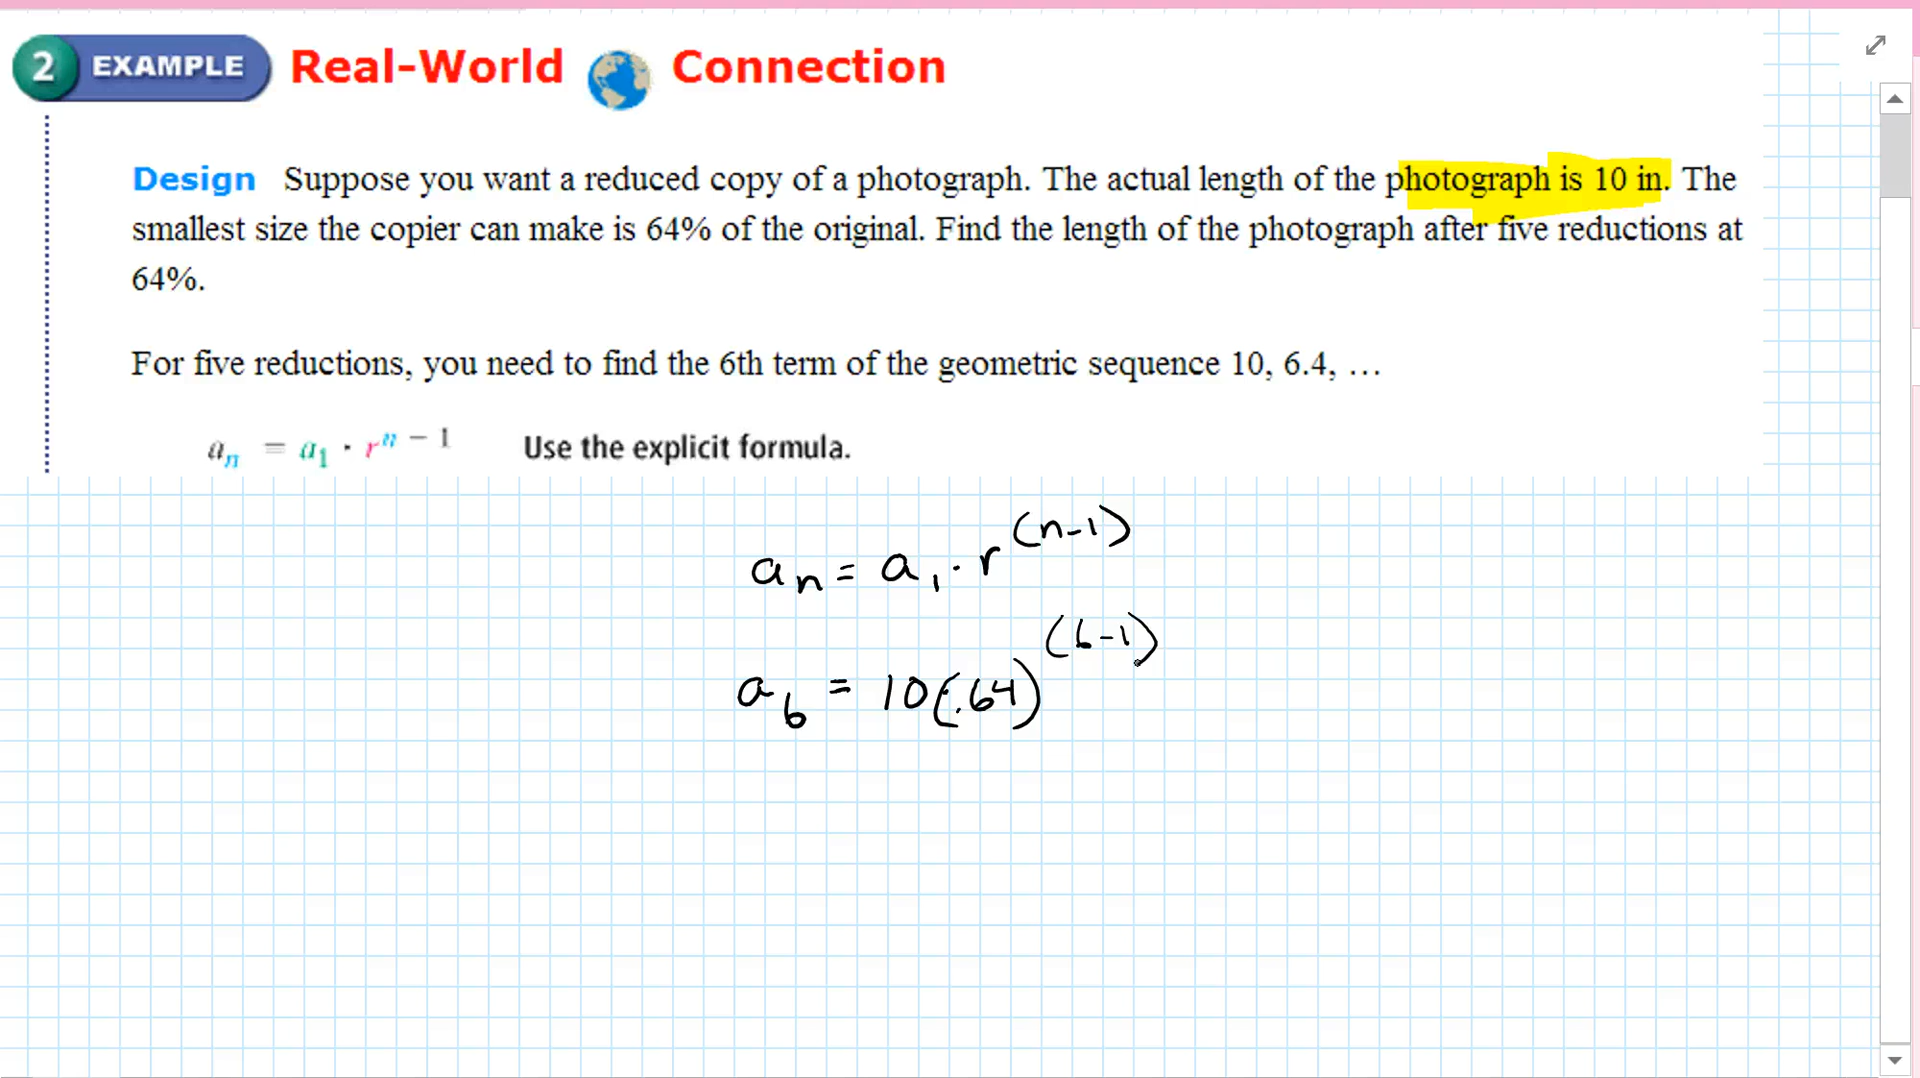 2 EXAMPLE Real-World Connection
Design Suppose you want a reduced copy of a photograph. The actual length of the photograph is 10 in. The
smallest size the copier can make is 64% of the original. Find the length of the photograph after five reductions at
64%.
For five reductions, you need to find the 6th term of the geometric sequence 10, 6.4, …
aₙ = a₁ · rⁿ⁻¹ Use the explicit formula.
aₙ = a₁ · r⁽ⁿ⁻¹⁾
a₆ = 10(.64)⁽⁶⁻¹⁾